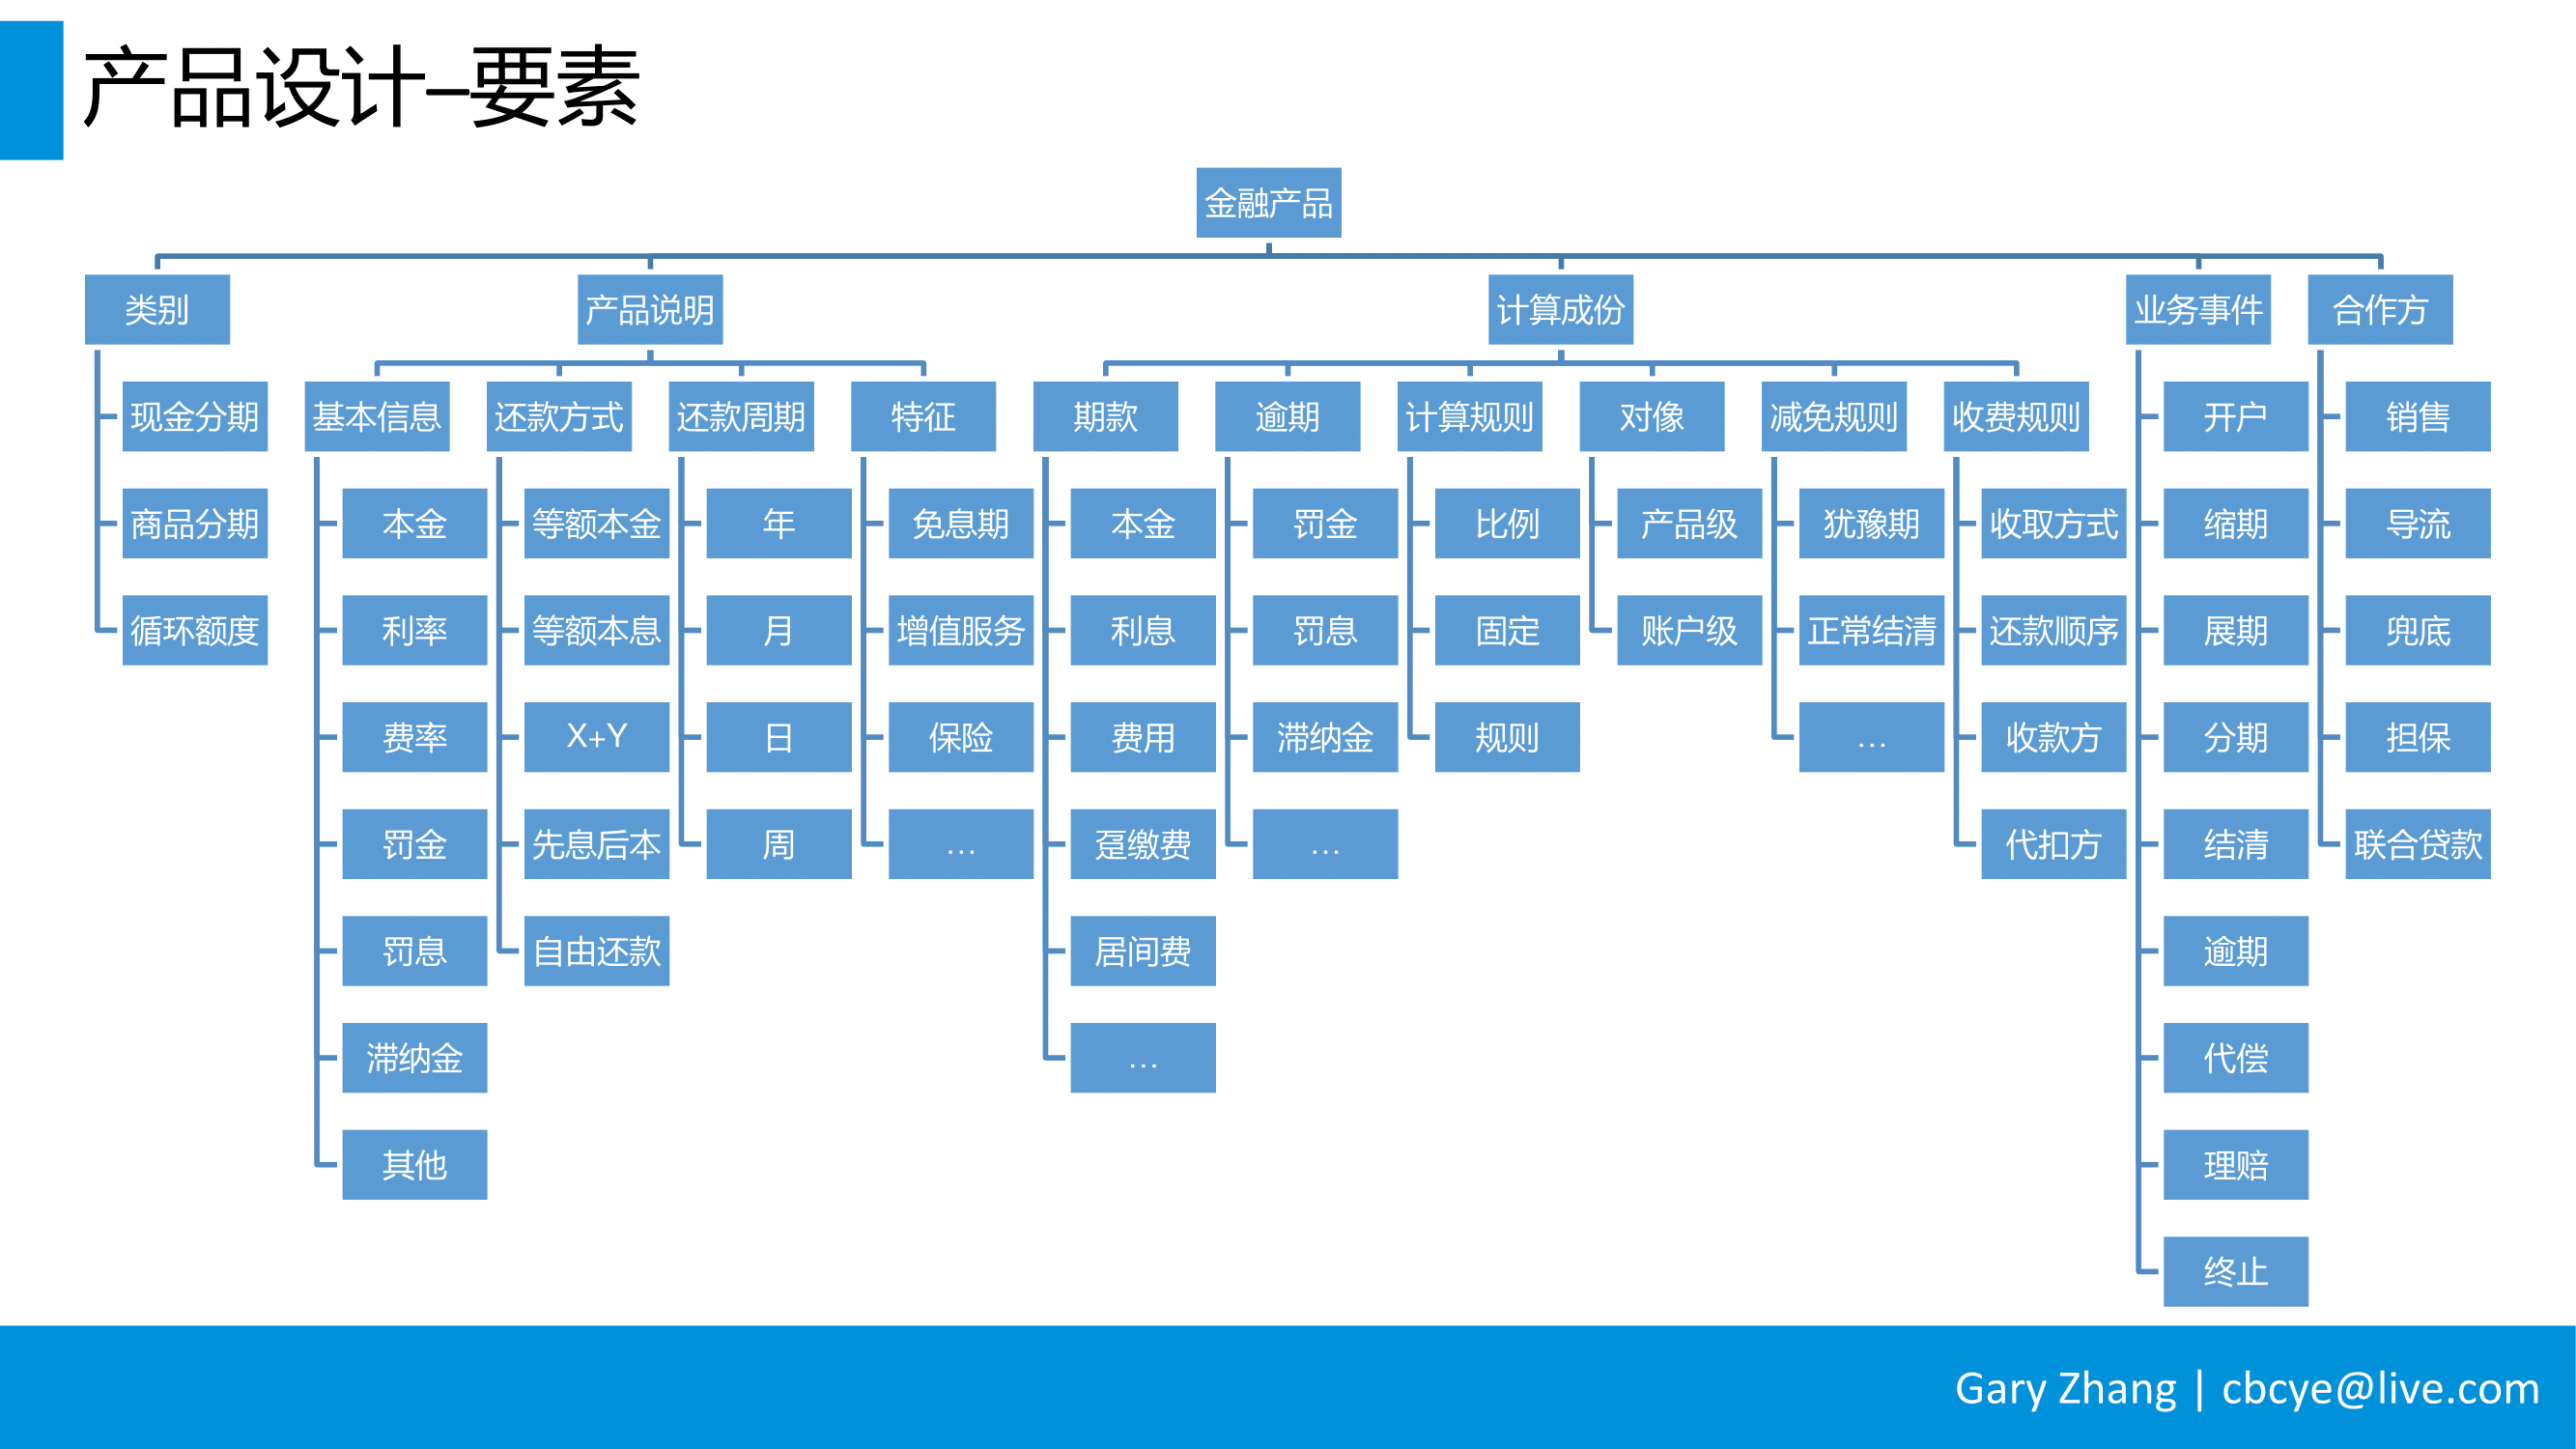 产品设计–要素
金融产品
类别
产品说明
计算成份
业务事件
合作方
现金分期
商品分期
循环额度
基本信息
本金
利率
费率
罚金
罚息
滞纳金
其他
还款方式
等额本金
等额本息
X+Y
先息后本
自由还款
还款周期
年
月
日
周
特征
免息期
增值服务
保险
…
期款
本金
利息
费用
趸缴费
居间费
…
逾期
罚金
罚息
滞纳金
…
计算规则
比例
固定
规则
对像
产品级
账户级
减免规则
犹豫期
正常结清
…
收费规则
收取方式
还款顺序
收款方
代扣方
开户
缩期
展期
分期
结清
逾期
代偿
理赔
终止
销售
导流
兜底
担保
联合贷款
Gary Zhang | cbcye@live.com